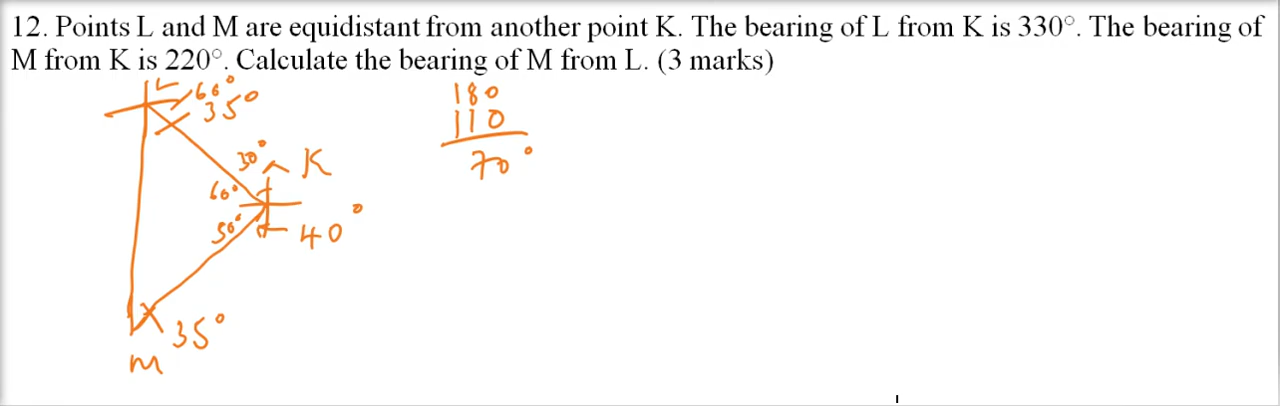 12. Points L and M are equidistant from another point K. The bearing of L from K is 330°. The bearing of
M from K is 220°. Calculate the bearing of M from L. (3 marks)
L 60°
35°
180
110
70°
30° K
60°
50° 40°
35°
M